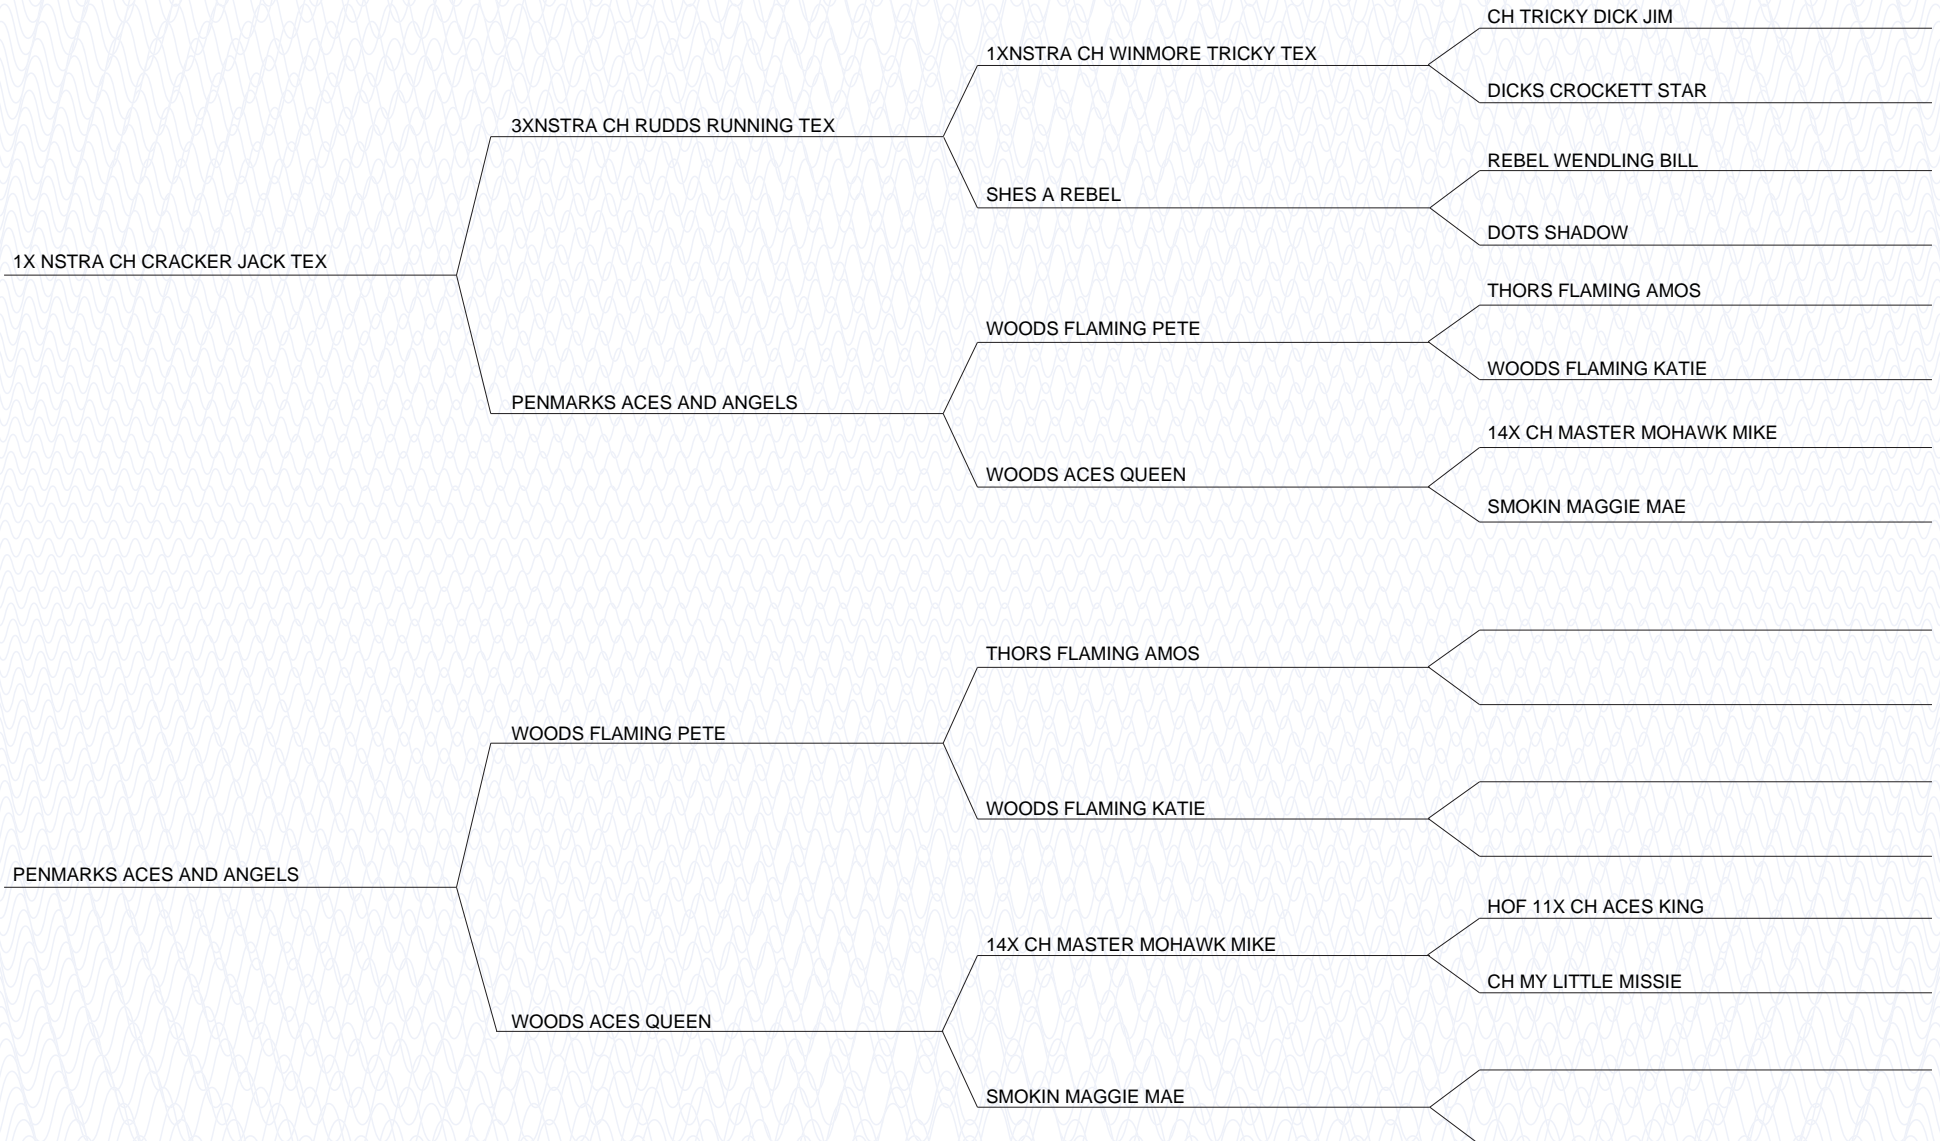 CH TRICKY DICK JIM
1XNSTRA CH WINMORE TRICKY TEX
DICKS CROCKETT STAR
3XNSTRA CH RUDDS RUNNING TEX
REBEL WENDLING BILL
SHES A REBEL
DOTS SHADOW
1X NSTRA CH CRACKER JACK TEX
THORS FLAMING AMOS
WOODS FLAMING PETE
WOODS FLAMING KATIE
PENMARKS ACES AND ANGELS
14X CH MASTER MOHAWK MIKE
WOODS ACES QUEEN
SMOKIN MAGGIE MAE
THORS FLAMING AMOS
WOODS FLAMING PETE
WOODS FLAMING KATIE
PENMARKS ACES AND ANGELS
HOF 11X CH ACES KING
14X CH MASTER MOHAWK MIKE
CH MY LITTLE MISSIE
WOODS ACES QUEEN
SMOKIN MAGGIE MAE